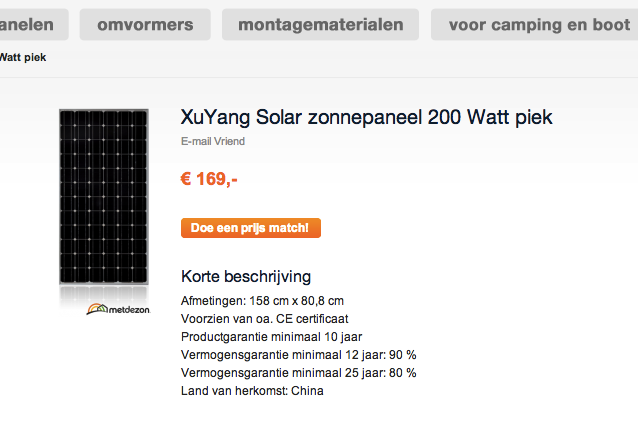 anelen
omvormers
montagematerialen
voor camping en boot
Watt piek
XuYang Solar zonnepaneel 200 Watt piek
E-mail Vriend
€ 169,-
Doe een prijs match!
metdezon
Korte beschrijving
Afmetingen: 158 cm x 80,8 cm
Voorzien van oa. CE certificaat
Productgarantie minimaal 10 jaar
Vermogensgarantie minimaal 12 jaar: 90 %
Vermogensgarantie minimaal 25 jaar: 80 %
Land van herkomst: China